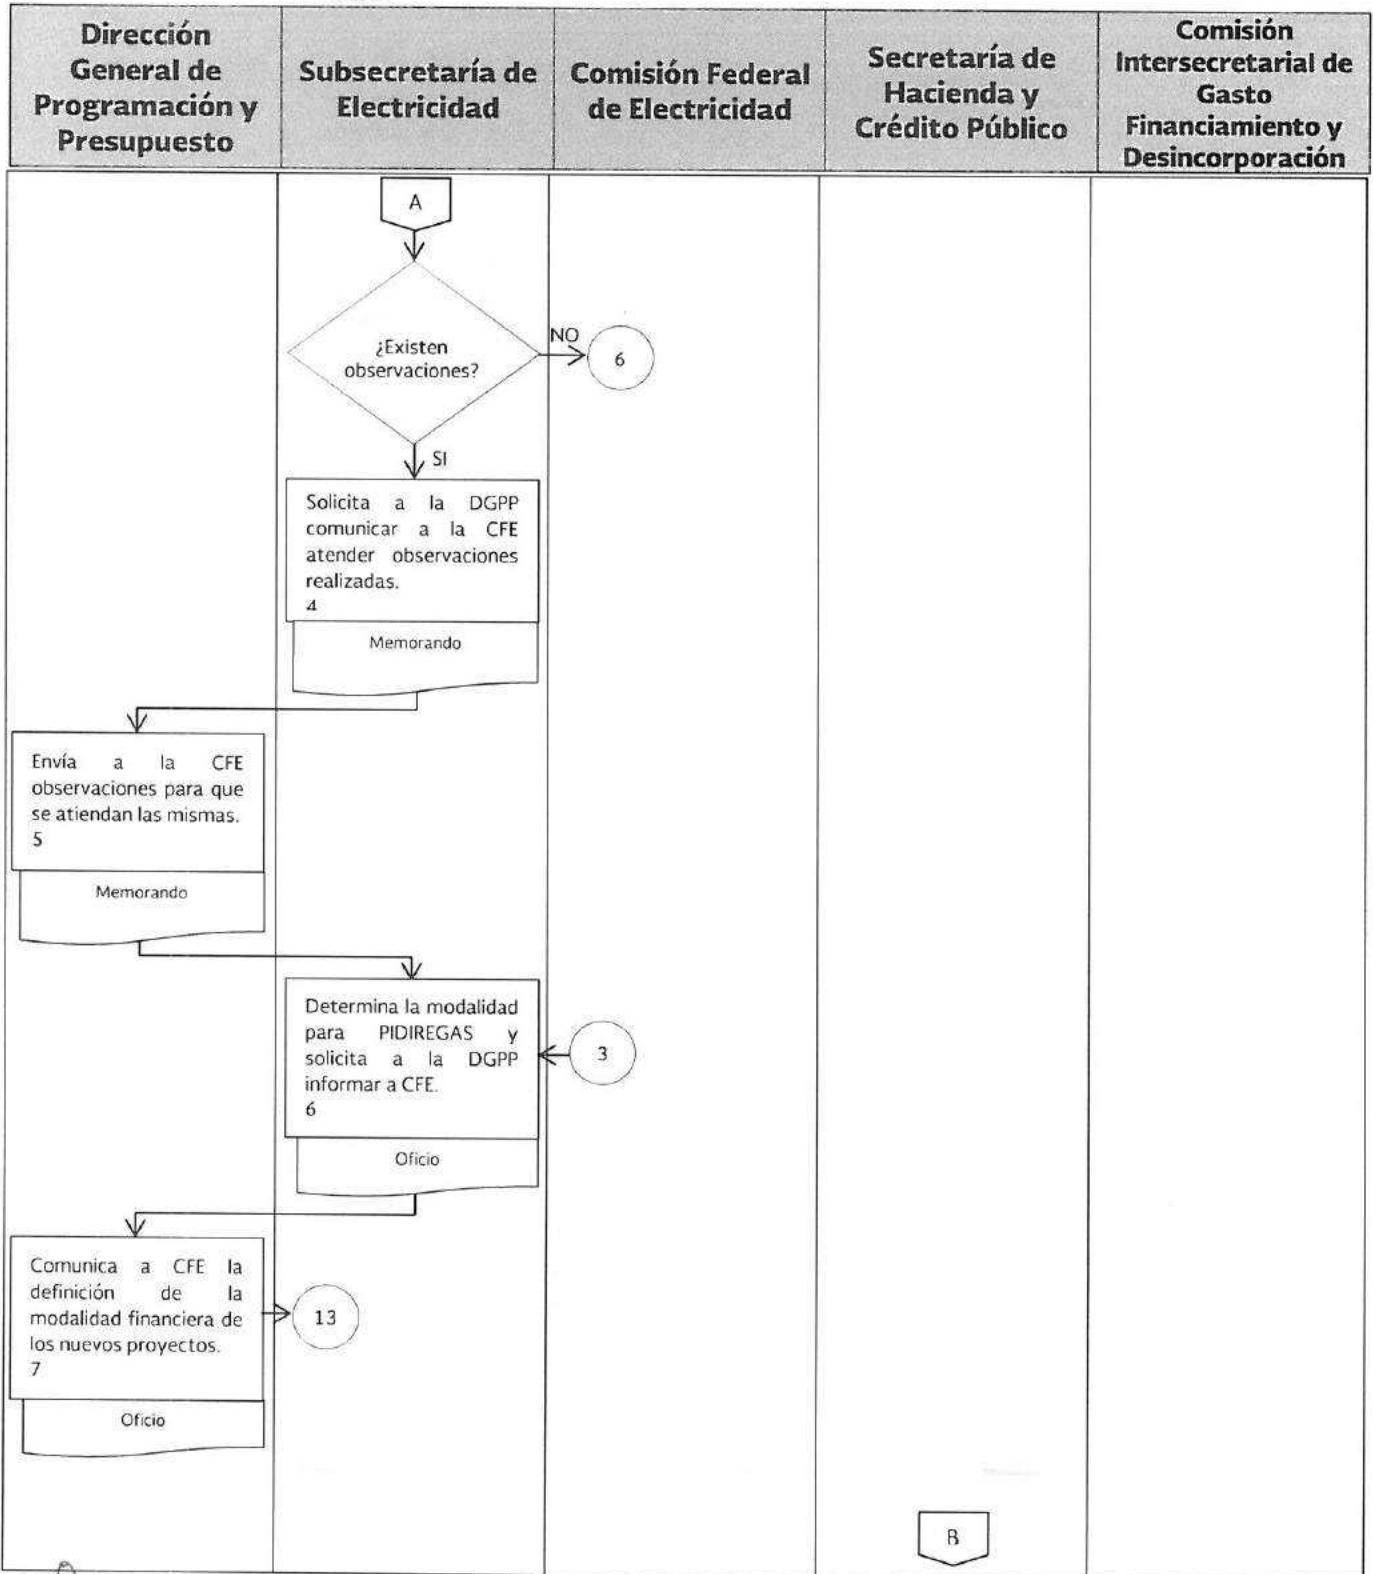 Dirección
General de
Programación y
Presupuesto
Subsecretaría de
Electricidad
Comisión Federal
de Electricidad
Secretaría de
Hacienda y
Crédito Público
Comisión
Intersecretarial de
Gasto
Financiamiento y
Desincorporación
A
¿Existen
observaciones?
NO
6
SI
Solicita a la DGPP
comunicar a la CFE
atender observaciones
realizadas.
4
Memorando
Envía a la CFE
observaciones para que
se atiendan las mismas.
5
Memorando
Determina la modalidad
para PIDIREGAS y
solicita a la DGPP
informar a CFE.
6
3
Oficio
Comunica a CFE la
definición de la
modalidad financiera de
los nuevos proyectos.
7
13
Oficio
B